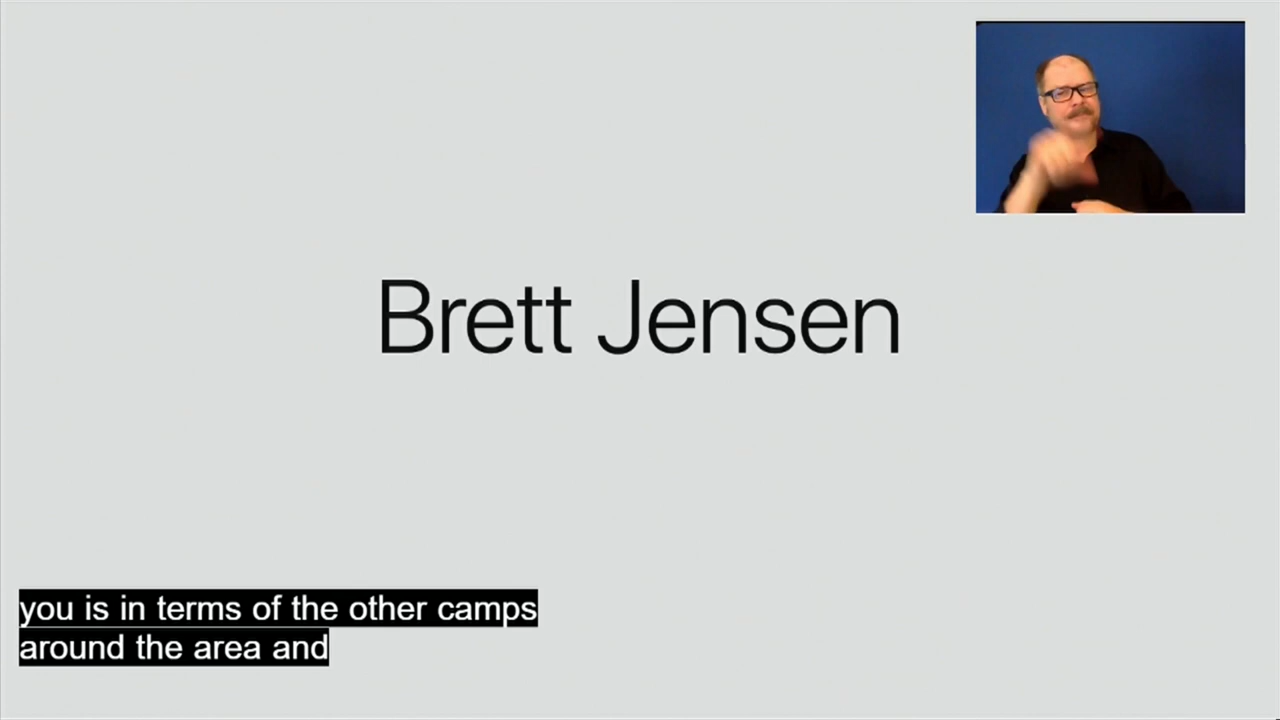 Brett Jensen
you is in terms of the other camps
around the area and